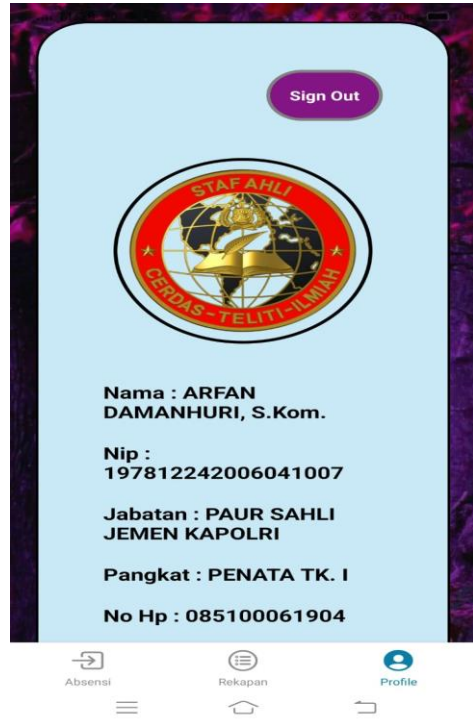 Sign Out
STAF AHLI
CERDAS-TELITI-ILMIAH
Nama : ARFAN
DAMANHURI, S.Kom.
Nip :
197812242006041007
Jabatan : PAUR SAHLI
JEMEN KAPOLRI
Pangkat : PENATA TK. I
No Hp : 085100061904
Absensi
Rekapan
Profile